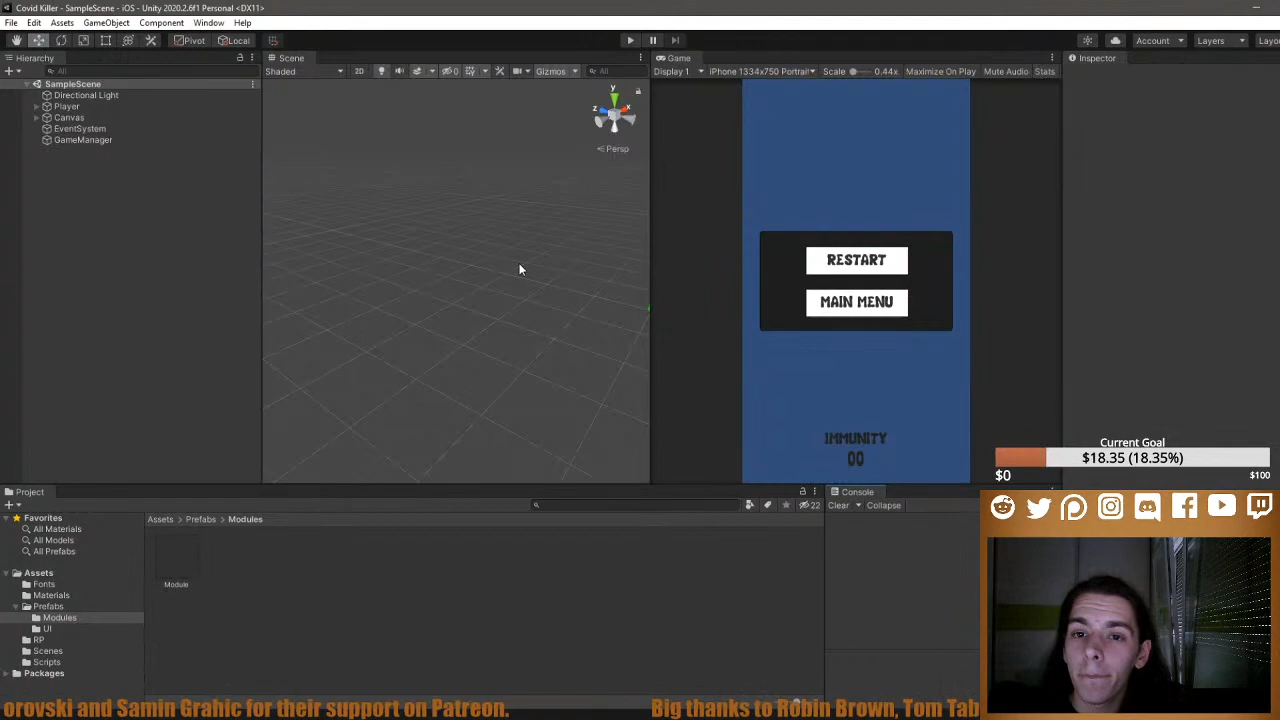 Covid Killer - SampleScene - iOS - Unity 2020.2.6f1 Personal <DX11>
File Edit Assets GameObject Component Window Help
Pivot Local Account Layers Layou
Hierarchy Scene Game Inspector
All Shaded 2D 0 Gizmos All Display 1 iPhone 1334x750 Portrait Scale 0.44x Maximize On Play Mute Audio Stats
SampleScene
Directional Light
Player
Canvas
EventSystem
GameManager
y
z x
Persp
RESTART
MAIN MENU
IMMUNITY
00
Current Goal
$18.35 (18.35%)
$0 $100
Project Console
22 Clear Collapse
Favorites
All Materials
All Models
All Prefabs
Assets
Fonts
Materials
Prefabs
Modules
UI
RP
Scenes
Scripts
Packages
Assets > Prefabs > Modules
Module
orovski and Samin Grahic for their support on Patreon. Big thanks to Robin Brown, Tom Tab